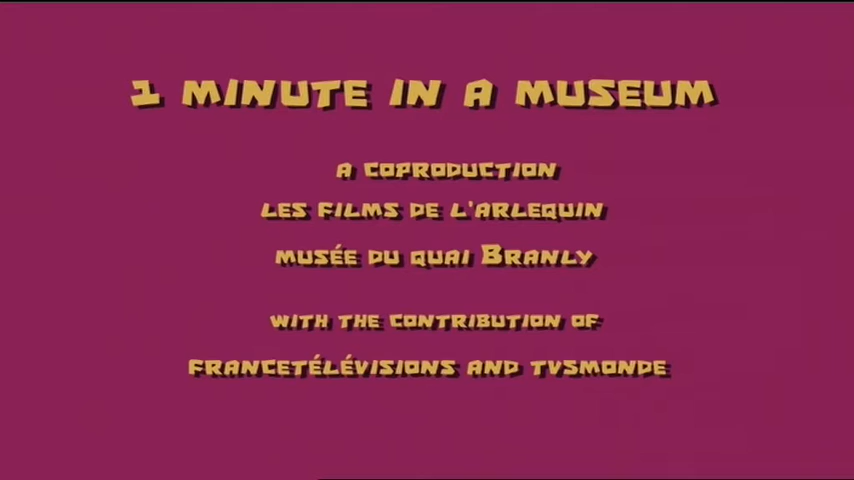 1 MINUTE IN A MUSEUM
A COPRODUCTION
LES FILMS DE L'ARLEQUIN
MUSÉE DU QUAI BRANLY
WITH THE CONTRIBUTION OF
FRANCETÉLÉVISIONS AND TV5MONDE